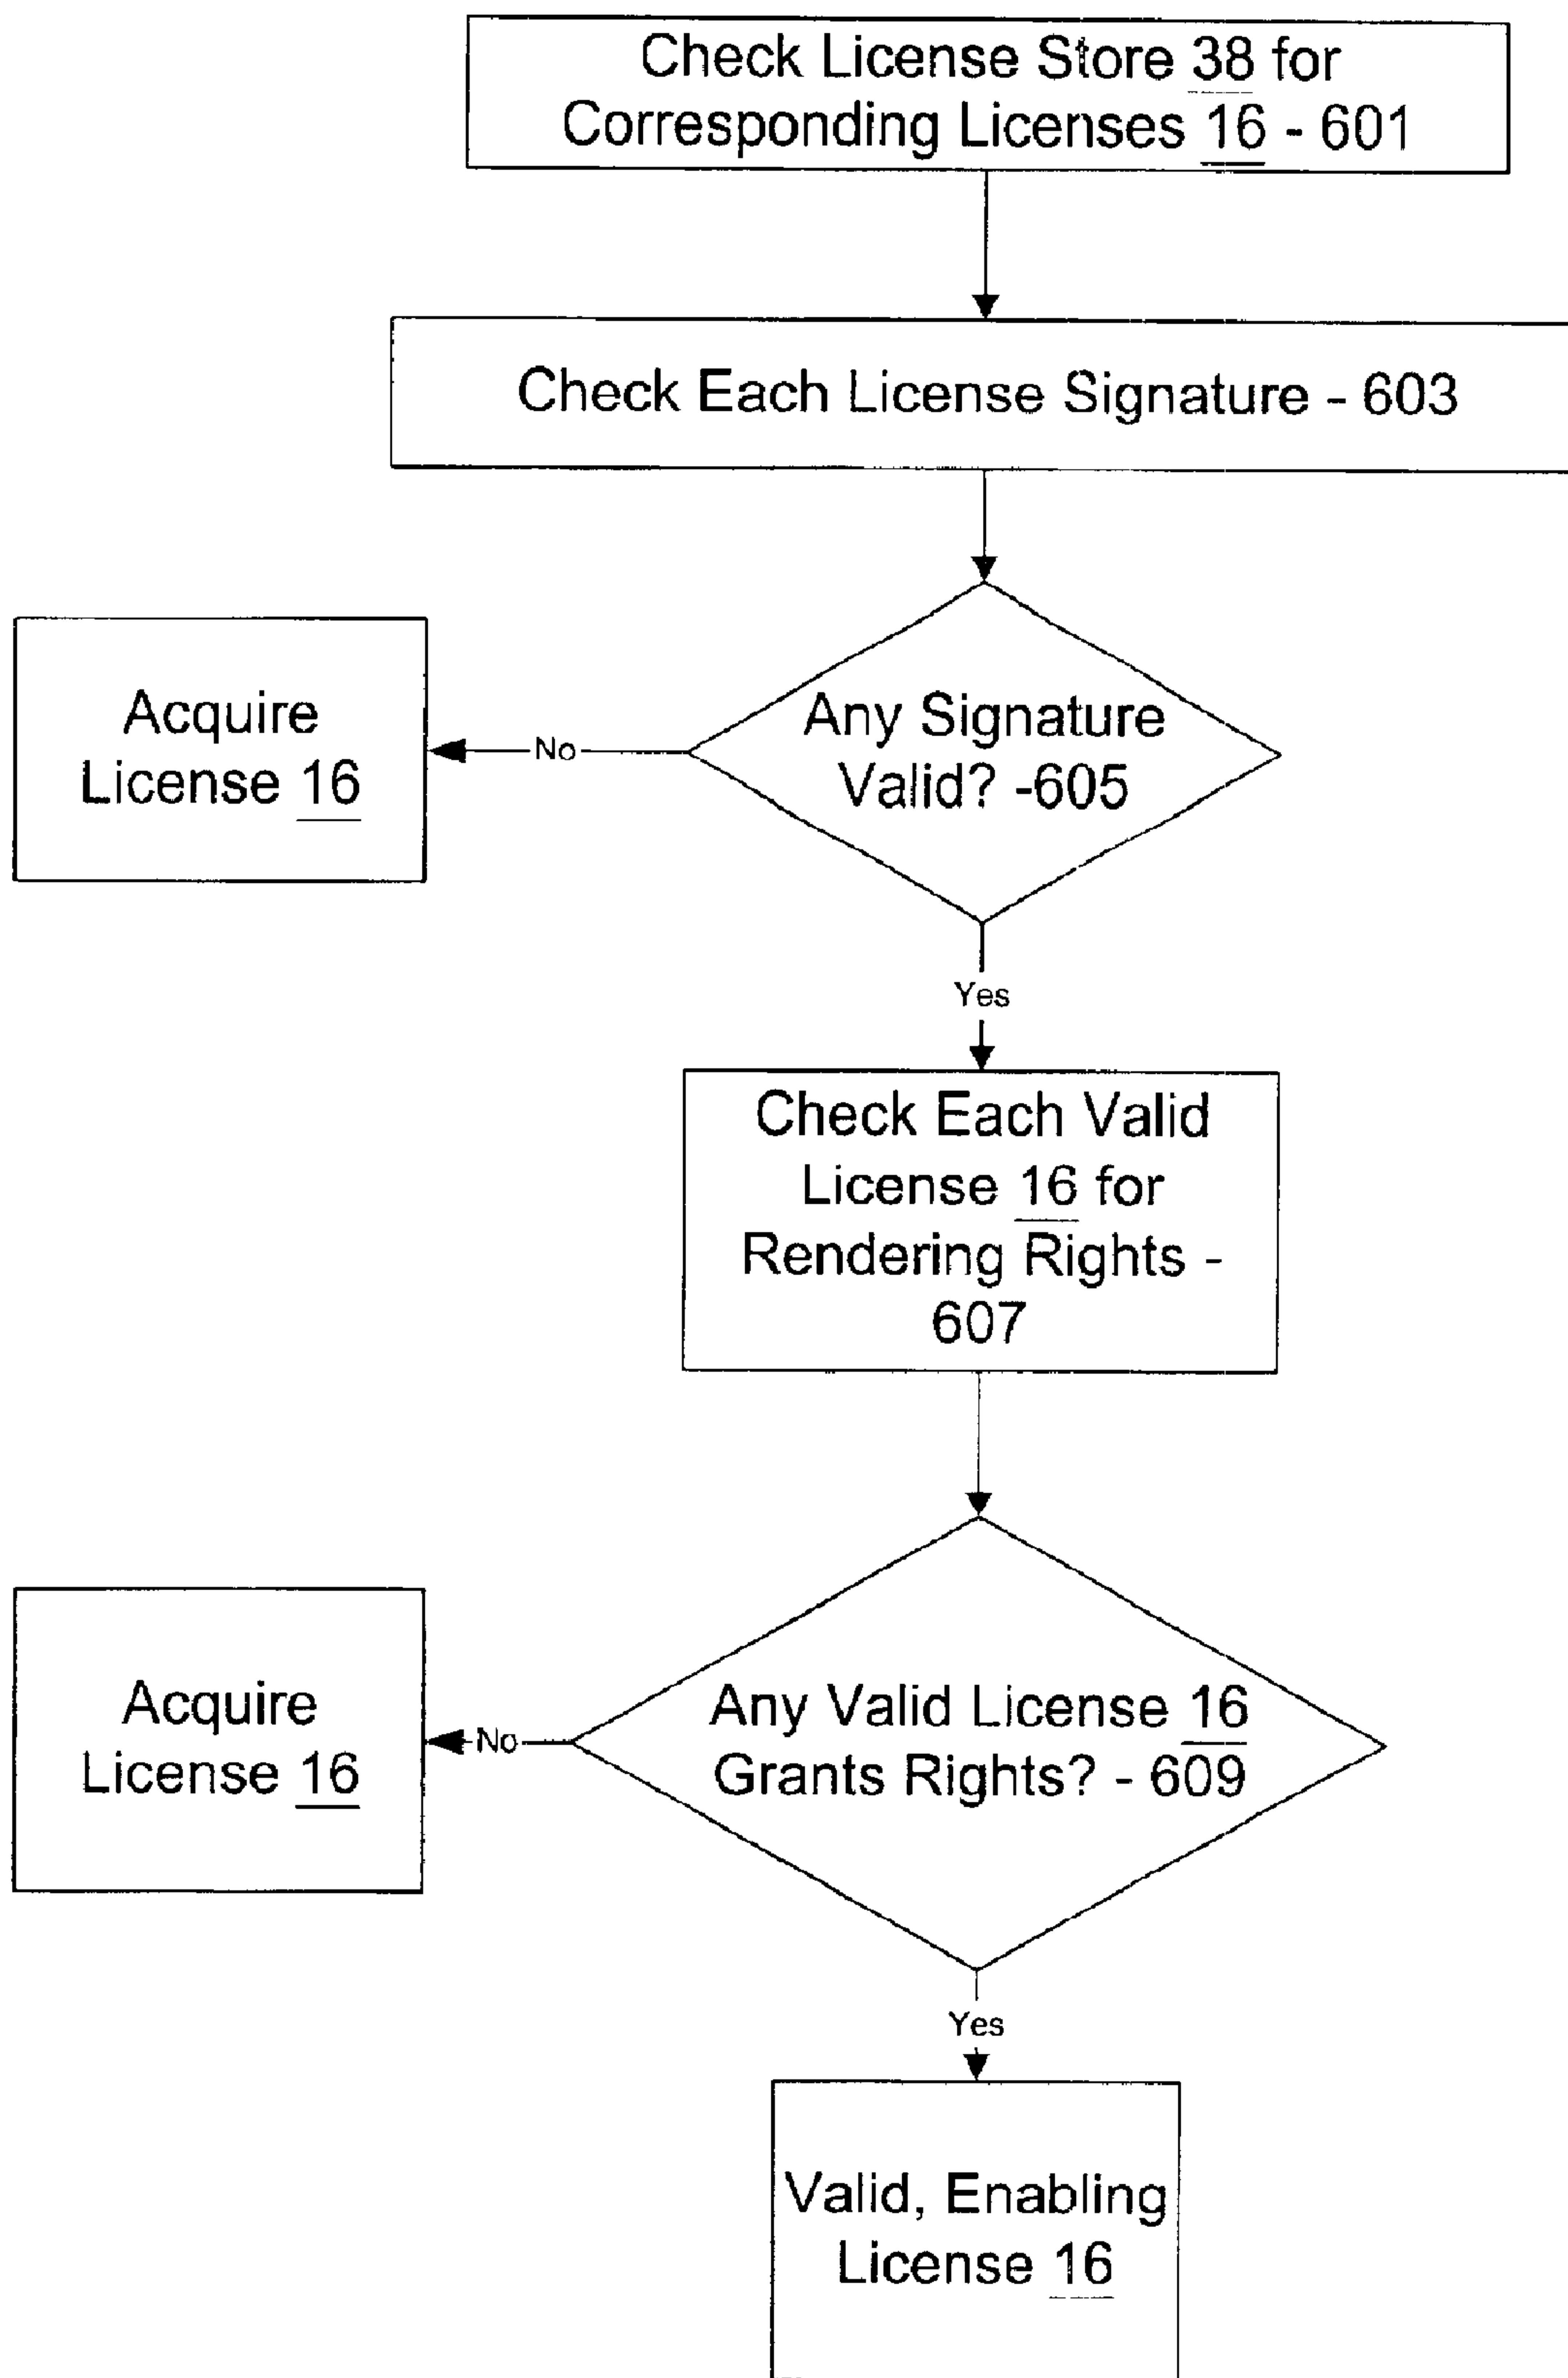 Check License Store 38 for
Corresponding Licenses 16 - 601
Check Each License Signature - 603
Any Signature
Valid? -605
No
Acquire
License 16
Yes
Check Each Valid
License 16 for
Rendering Rights -
607
Any Valid License 16
Grants Rights? - 609
No
Acquire
License 16
Yes
Valid, Enabling
License 16